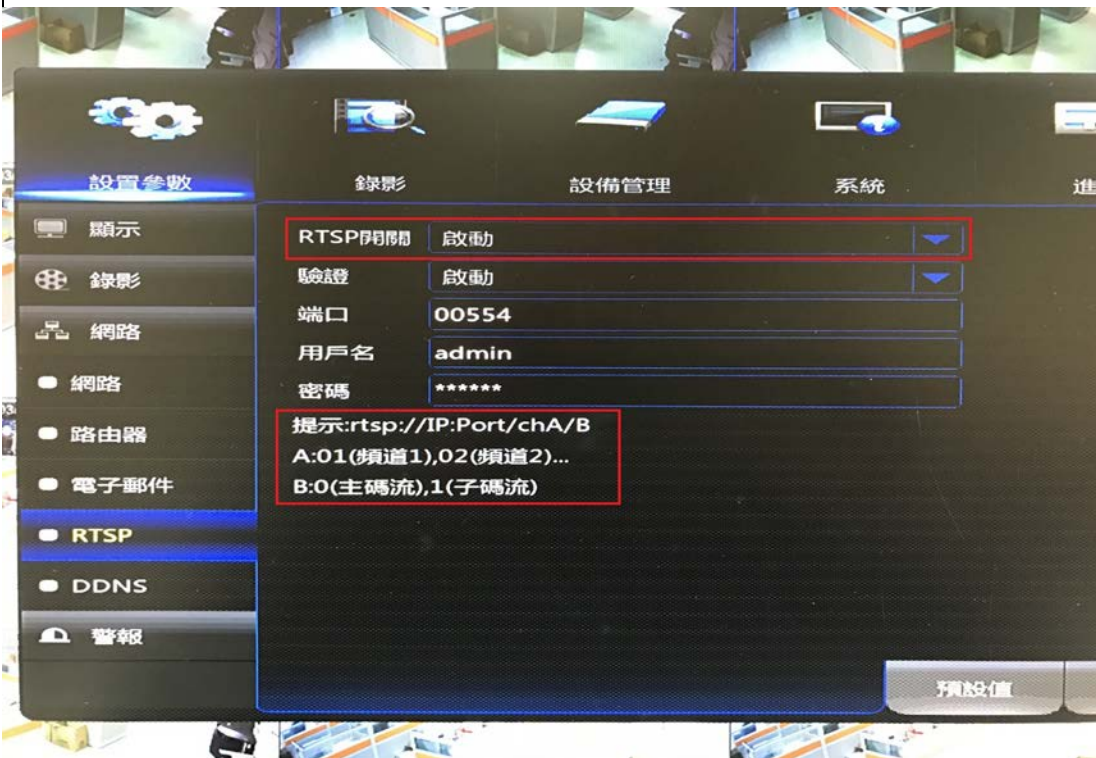 設置參數
錄影
設備管理
系統
進
顯示
錄影
網路
網路
路由器
電子郵件
RTSP
DDNS
警報
RTSP開關 啟動
驗證 啟動
端口 00554
用戶名 admin
密碼 ******
提示:rtsp://IP:Port/chA/B
A:01(頻道1),02(頻道2)...
B:0(主碼流),1(子碼流)
預設值